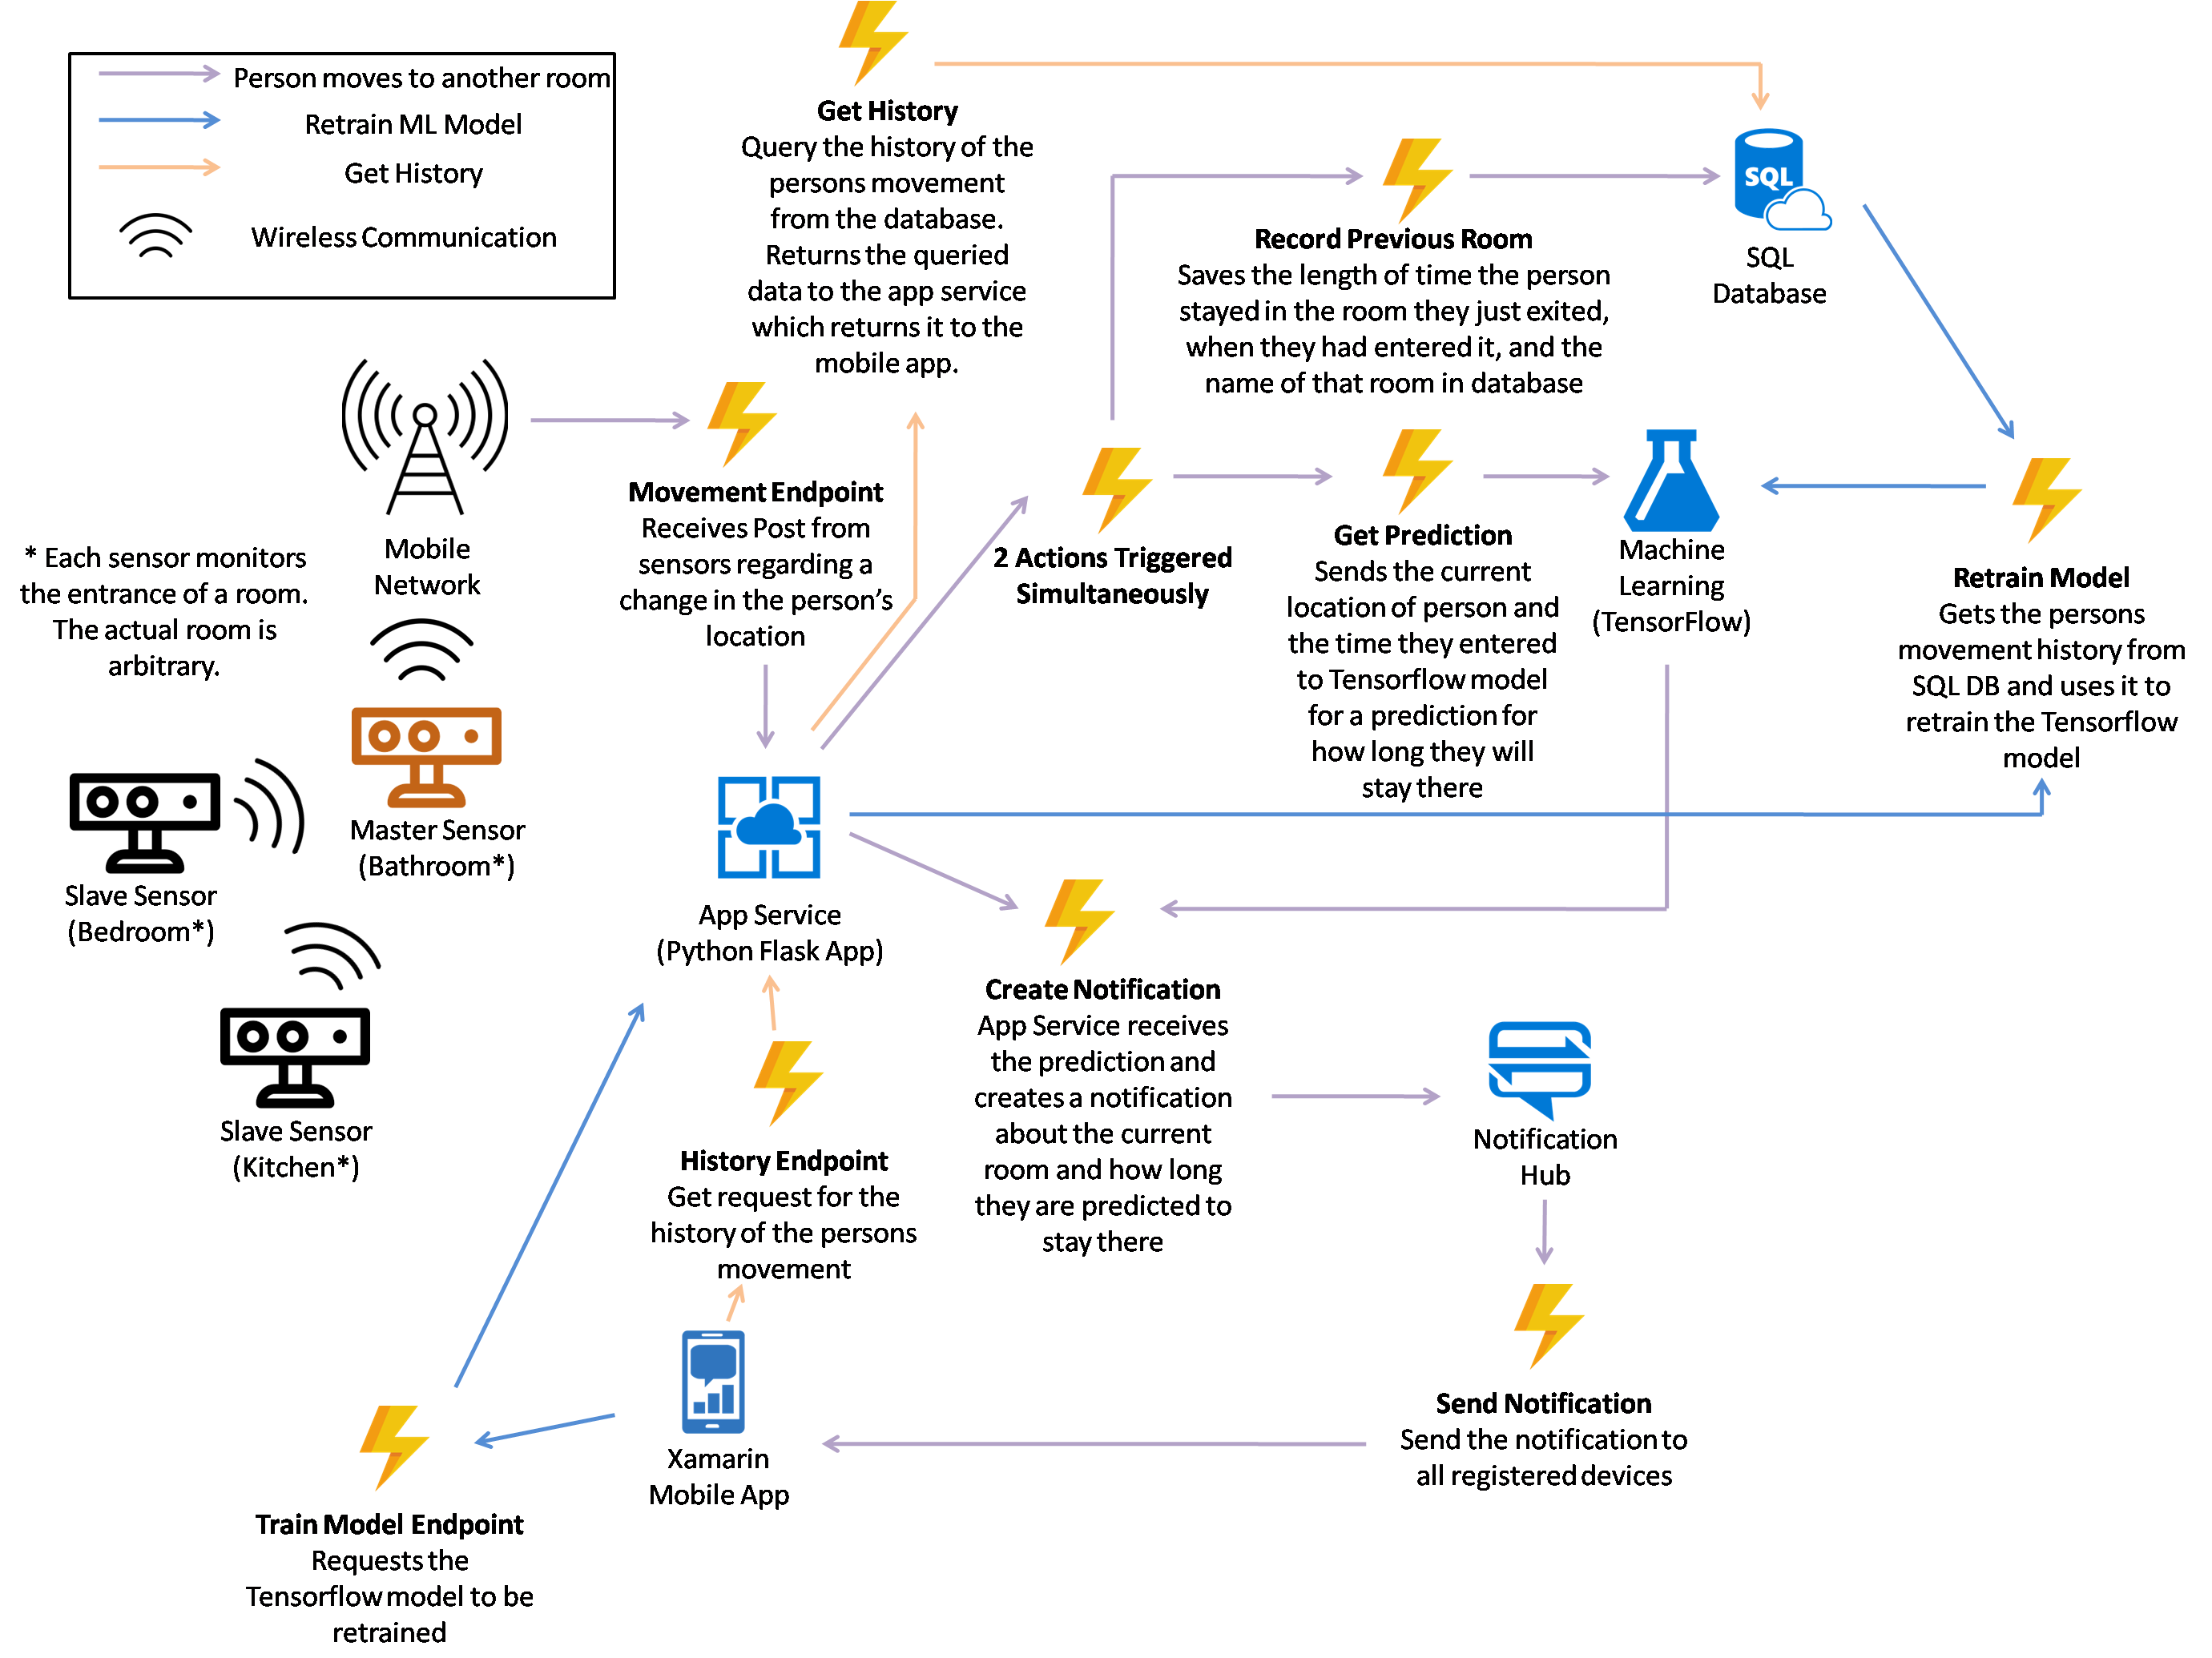 Person moves to another room
Retrain ML Model
Get History
Wireless Communication
Get History
Query the history of the
persons movement
from the database.
Returns the queried
data to the app service
which returns it to the
mobile app.
Record Previous Room
Saves the length of time the person
stayed in the room they just exited,
when they had entered it, and the
name of that room in database
SQL
SQL
Database
Mobile
Network
Movement Endpoint
Receives Post from
sensors regarding a
change in the person's
location
2 Actions Triggered
Simultaneously
Get Prediction
Sends the current
location of person and
the time they entered
to Tensorflow model
for a prediction for
how long they will
stay there
Machine
Learning
(TensorFlow)
Retrain Model
Gets the persons
movement history from
SQL DB and uses it to
retrain the Tensorflow
model
* Each sensor monitors
the entrance of a room.
The actual room is
arbitrary.
Master Sensor
(Bathroom*)
Slave Sensor
(Bedroom*)
Slave Sensor
(Kitchen*)
App Service
(Python Flask App)
Create Notification
App Service receives
the prediction and
creates a notification
about the current
room and how long
they are predicted to
stay there
Notification
Hub
History Endpoint
Get request for the
history of the persons
movement
Send Notification
Send the notification to
all registered devices
Xamarin
Mobile App
Train Model Endpoint
Requests the
Tensorflow model to be
retrained